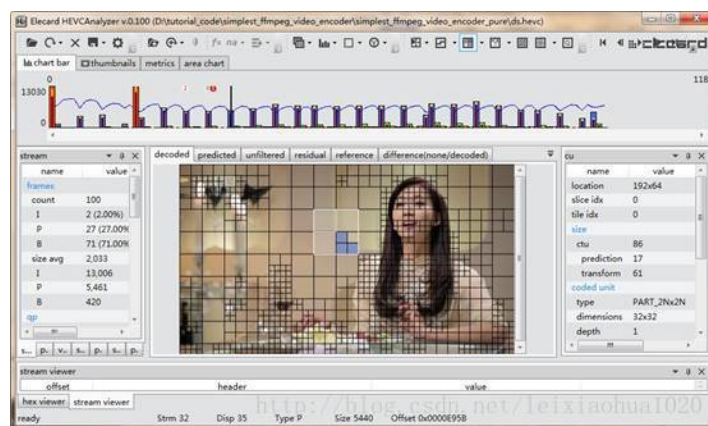 Elecard HEVCAnalyzer v.0.100 (D:\tutorial_code\simplest_ffmpeg_video_encoder\simplest_ffmpeg_video_encoder_pure\ds.hevc)
chart bar thumbnails metrics area chart
0 118
13030
0
stream
name value
frames
count 100
I 2 (2.00%)
P 27 (27.00%
B 71 (71.00%
size avg 2,033
I 13,006
P 5,461
B 420
qp
s... p.. v... s... p.. s... p..
decoded predicted unfiltered residual reference difference(none/decoded)
cu
name value
location 192x64
slice idx 0
tile idx 0
size
ctu 86
prediction 17
transform 61
coded unit
type PART_2Nx2N
dimensions 32x32
depth 1
stream viewer
offset header value
hex viewer stream viewer
http://blog.csdn.net/leixiaohua1020
ready Strm 32 Disp 35 Type P Size 5440 Offset 0x0000E95B